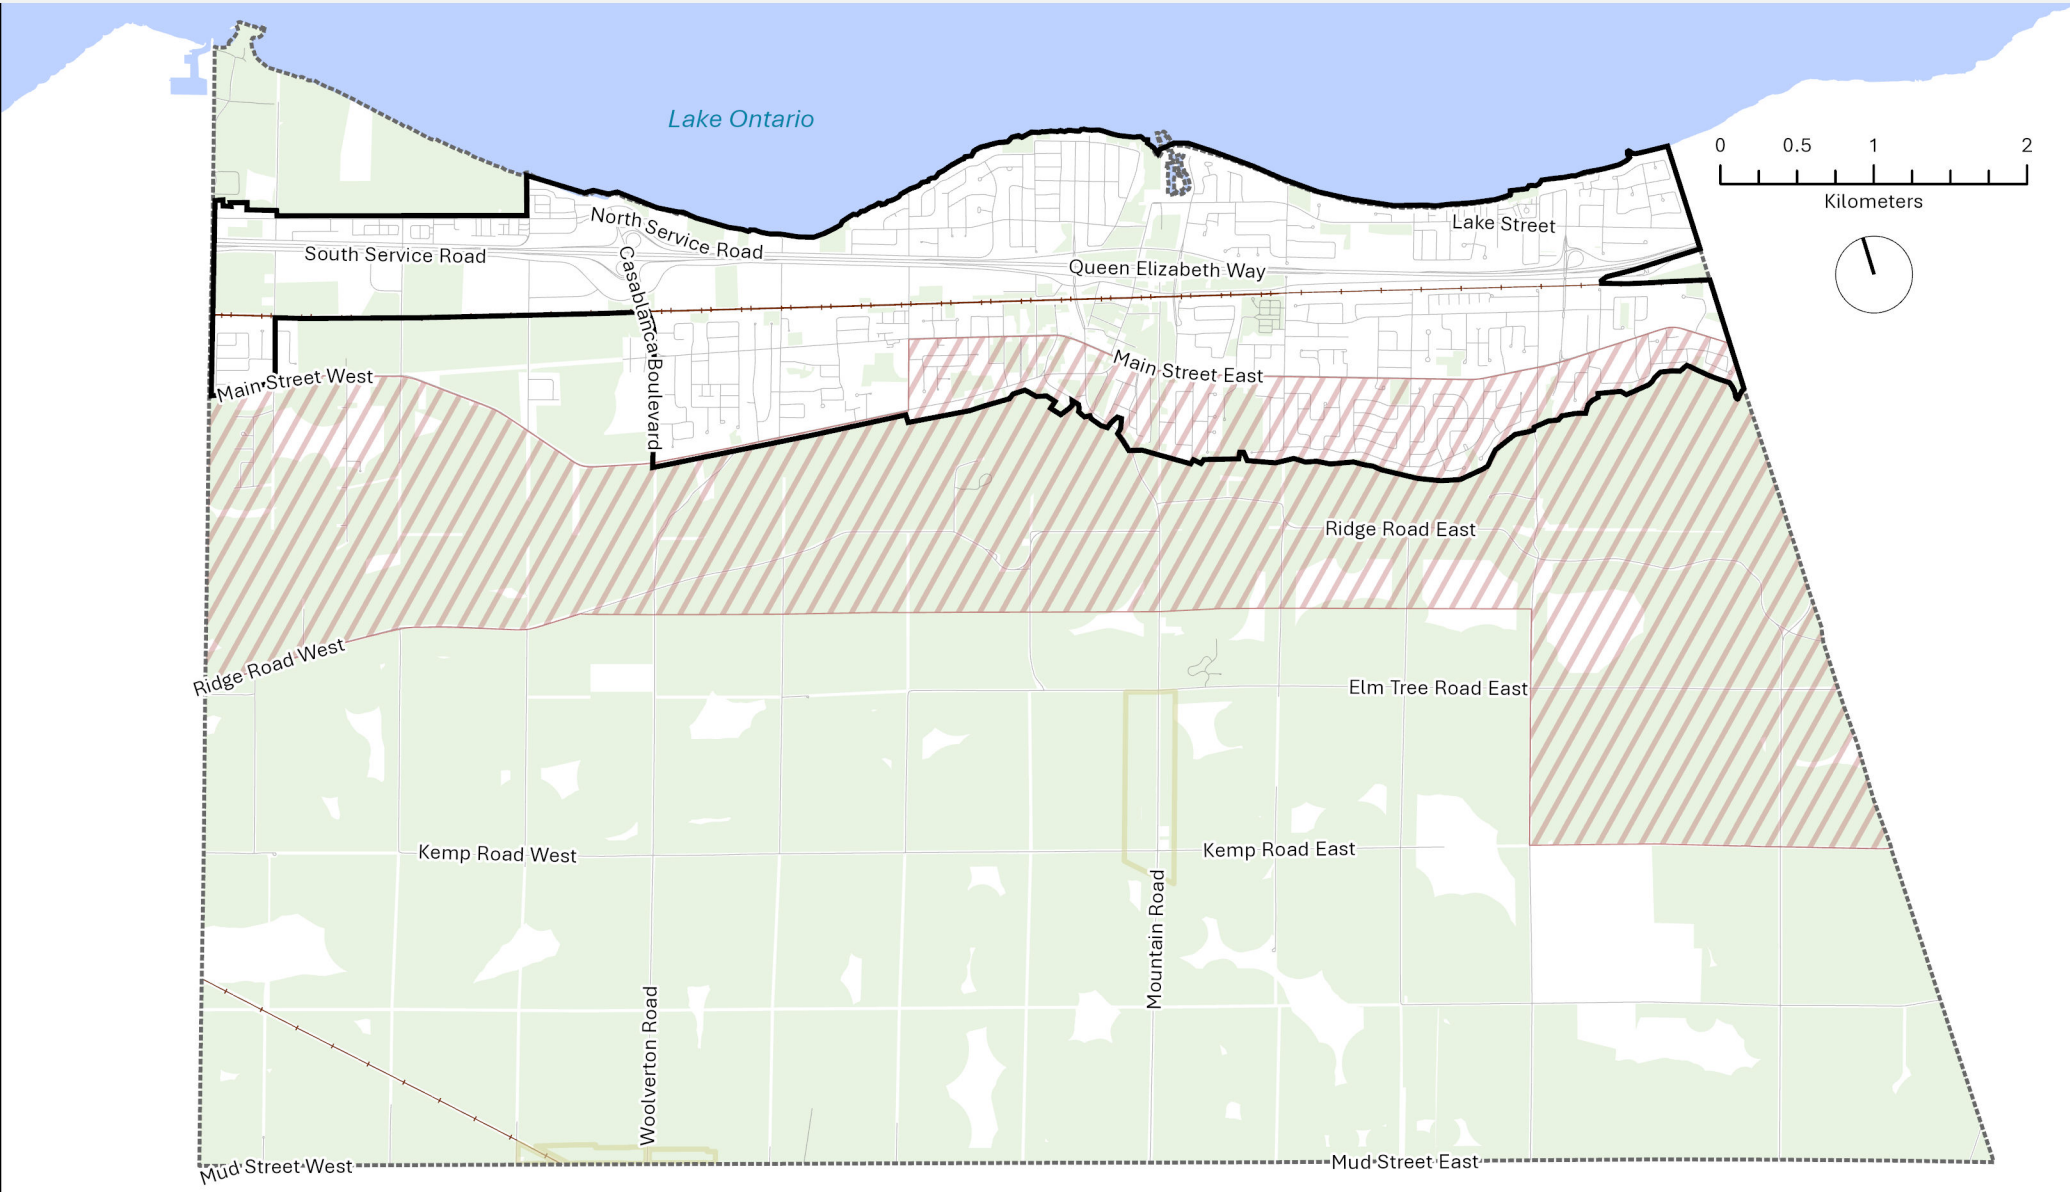 Lake Ontario
0 0.5 1 2
Kilometers
North Service Road
Lake Street
South Service Road
Queen Elizabeth Way
Casablanca Boulevard
Main Street West
Main Street East
Ridge Road East
Ridge Road West
Elm Tree Road East
Kemp Road West
Kemp Road East
Mountain Road
Woolverton Road
Mud Street West
Mud Street East